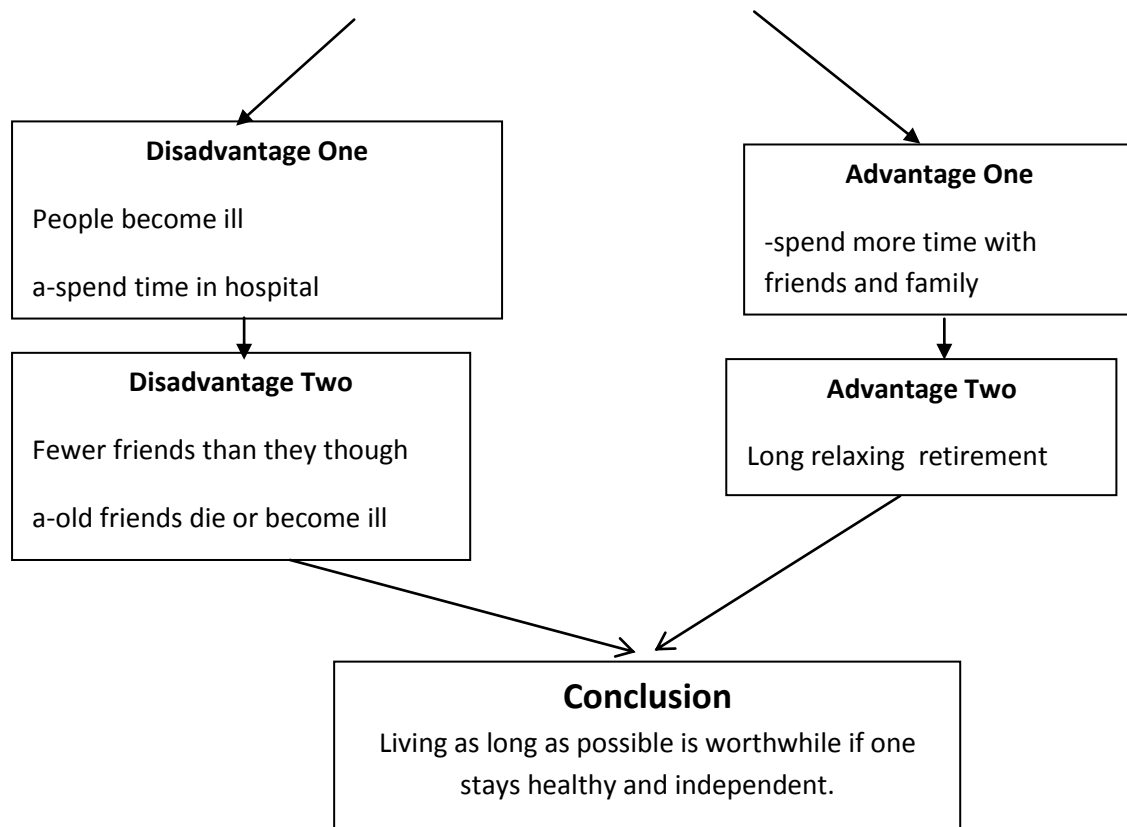 Disadvantage One
People become ill
a-spend time in hospital
Disadvantage Two
Fewer friends than they though
a-old friends die or become ill
Advantage One
-spend more time with
friends and family
Advantage Two
Long relaxing retirement
Conclusion
Living as long as possible is worthwhile if one
stays healthy and independent.